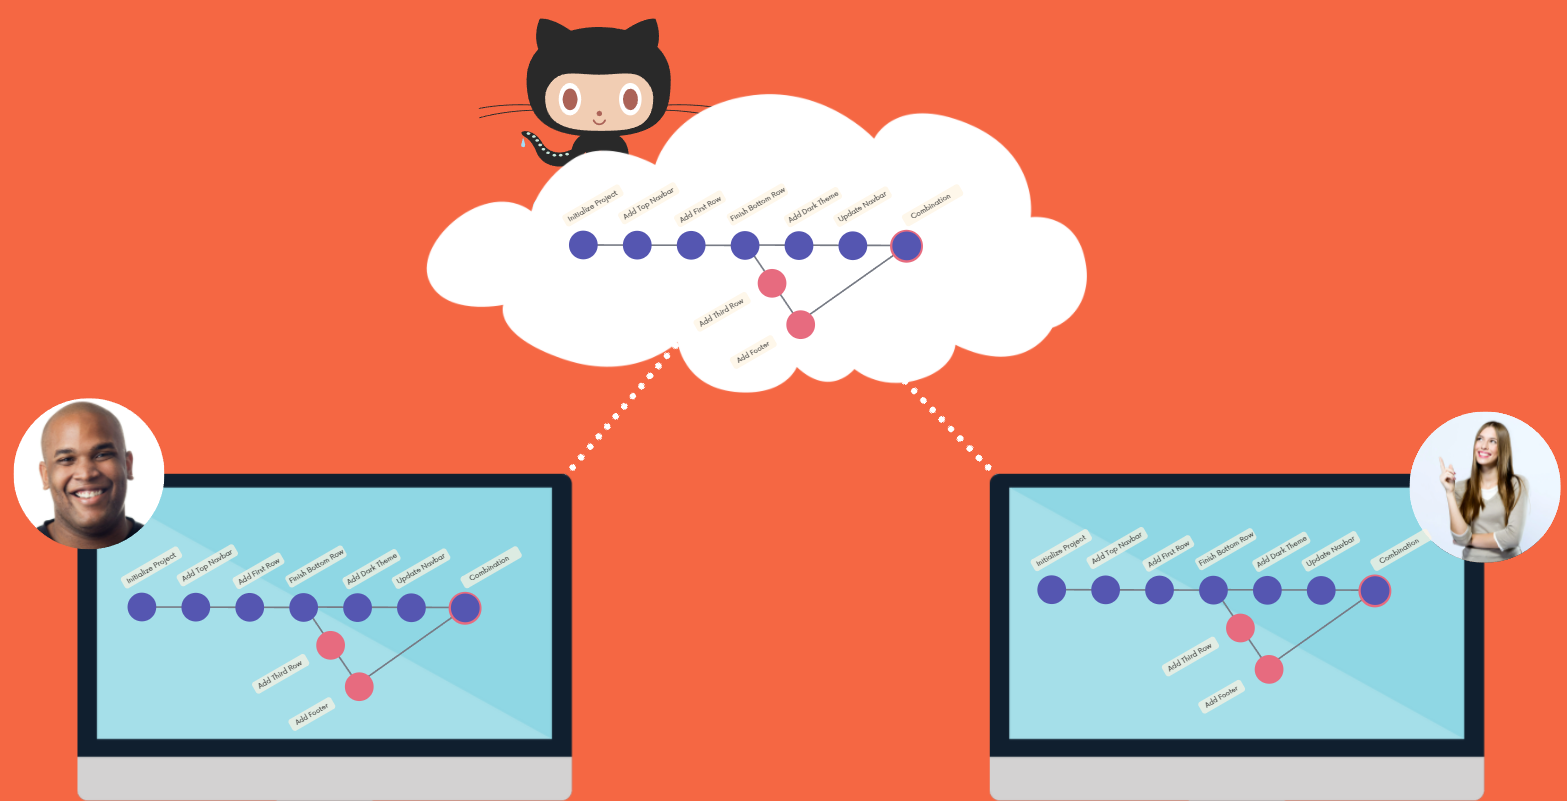 Initialize Project
Add Top Navbar
Add First Row
Finish Bottom Row
Add Dark Theme
Update Navbar
Combination
Add Third Row
Add Footer
Initialize Project
Add Top Navbar
Add First Row
Finish Bottom Row
Add Dark Theme
Update Navbar
Combination
Add Third Row
Add Footer
Initialize Project
Add Top Navbar
Add First Row
Finish Bottom Row
Add Dark Theme
Update Navbar
Combination
Add Third Row
Add Footer